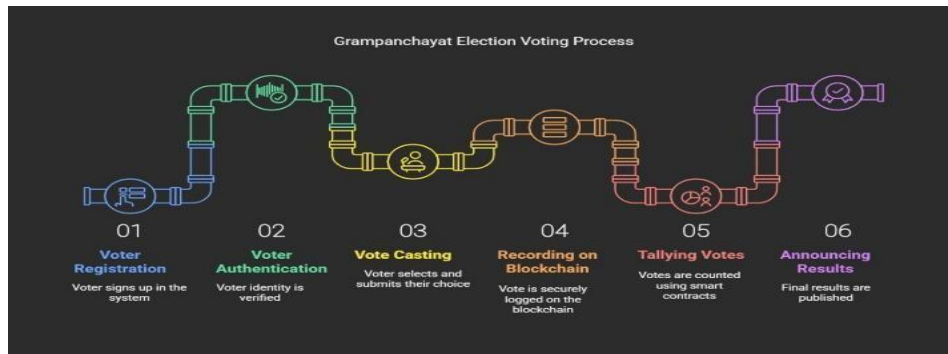 Grampanchayat Election Voting Process
01
Voter
Registration
Voter signs up in the
system
02
Voter
Authentication
Voter identity is
verified
03
Vote Casting
Voter selects and
submits their choice
04
Recording on
Blockchain
Vote is securely
logged on the
blockchain
05
Tallying Votes
Votes are counted
using smart
contracts
06
Announcing
Results
Final results are
published